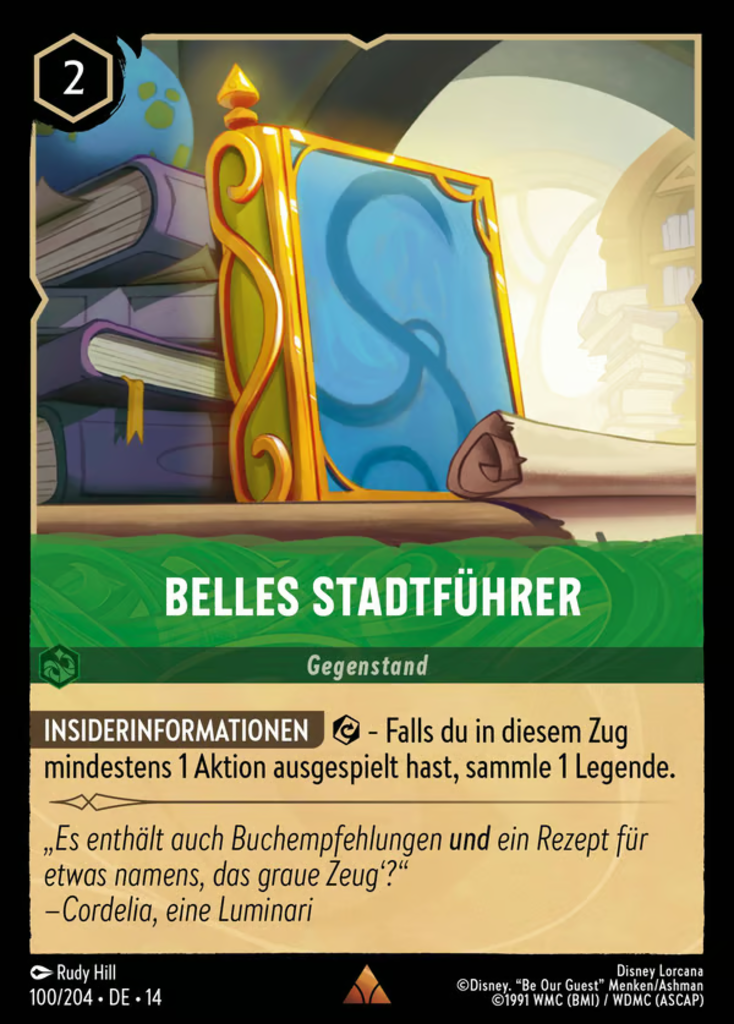 2
BELLES STADTFÜHRER
Gegenstand
INSIDERINFORMATIONEN - Falls du in diesem Zug
mindestens 1 Aktion ausgespielt hast, sammle 1 Legende.
„Es enthält auch Buchempfehlungen und ein Rezept für
etwas namens ‚das graue Zeug‘?“
–Cordelia, eine Luminari
Rudy Hill
100/204 • DE • 14
Disney Lorcana
©Disney. “Be Our Guest” Menken/Ashman
©1991 WMC (BMI) / WDMC (ASCAP)